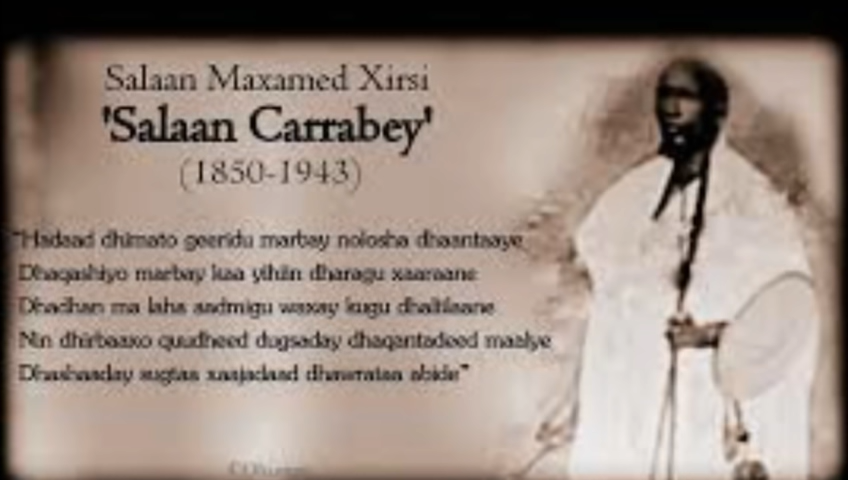 Salaan Maxamed Xirsi
'Salaan Carrabey'
(1850-1943)
"Hadaad dhimato geeridu marbay nolosha dhaantaaye
Dhaqashiyo marbay kaa yihiin dharagu xaaraane
Dhadhan ma laha aadmigu waxay kugu dhaliilaane
Nin dhirbaaxo quudheed dugsaday dhaqantadeed maalye
Dhashaaday sugtaa xaajadaad dhawrataa abide"